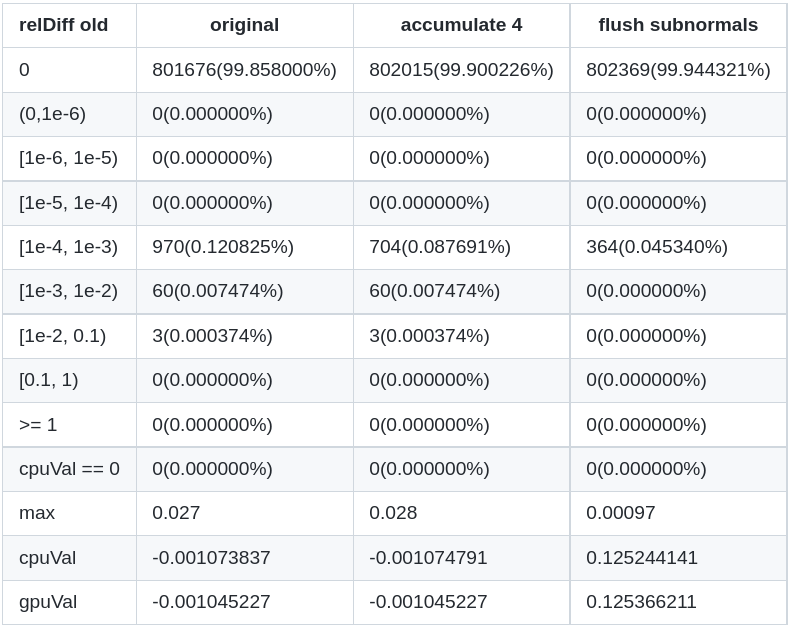 relDiff old original accumulate 4 flush subnormals
0 801676(99.858000%) 802015(99.900226%) 802369(99.944321%)
(0,1e-6) 0(0.000000%) 0(0.000000%) 0(0.000000%)
[1e-6, 1e-5) 0(0.000000%) 0(0.000000%) 0(0.000000%)
[1e-5, 1e-4) 0(0.000000%) 0(0.000000%) 0(0.000000%)
[1e-4, 1e-3) 970(0.120825%) 704(0.087691%) 364(0.045340%)
[1e-3, 1e-2) 60(0.007474%) 60(0.007474%) 0(0.000000%)
[1e-2, 0.1) 3(0.000374%) 3(0.000374%) 0(0.000000%)
[0.1, 1) 0(0.000000%) 0(0.000000%) 0(0.000000%)
>= 1 0(0.000000%) 0(0.000000%) 0(0.000000%)
cpuVal == 0 0(0.000000%) 0(0.000000%) 0(0.000000%)
max 0.027 0.028 0.00097
cpuVal -0.001073837 -0.001074791 0.125244141
gpuVal -0.001045227 -0.001045227 0.125366211